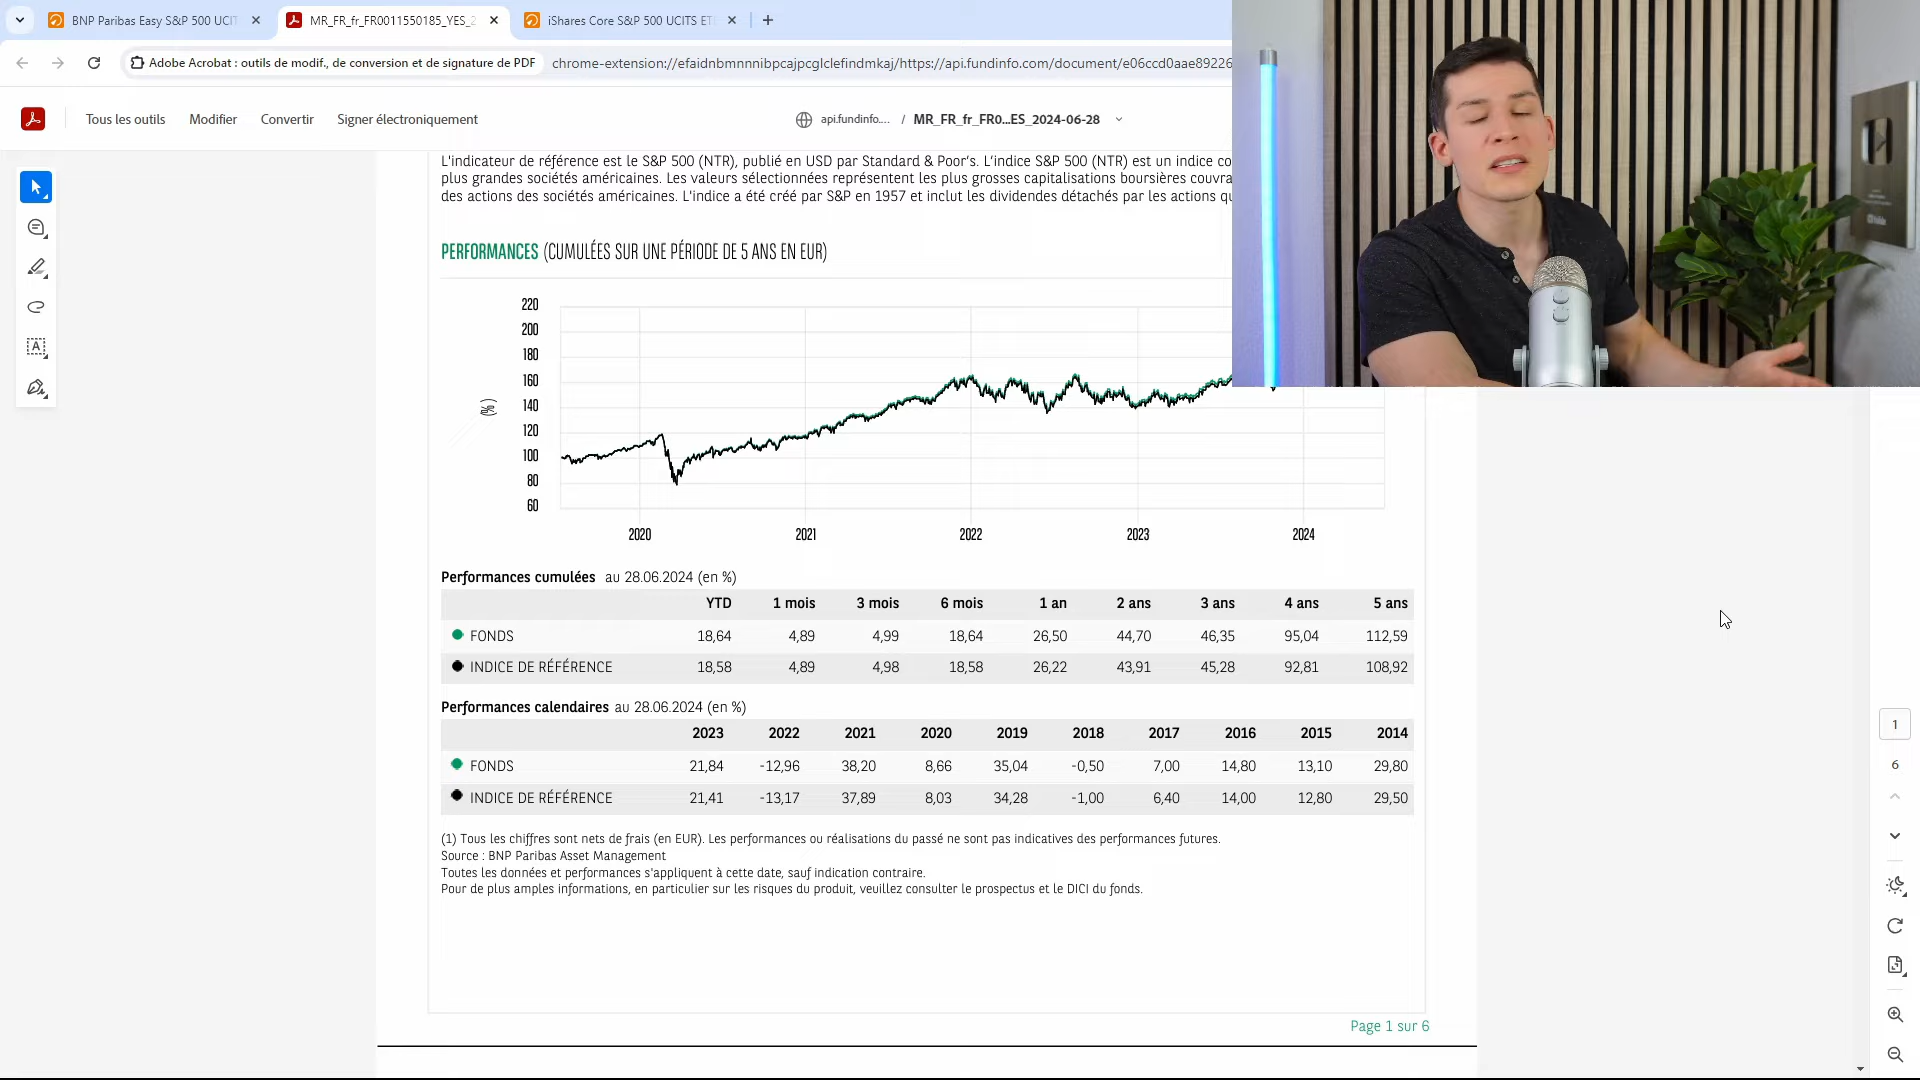 BNP Paribas Easy S&P 500 UCIT
MR_FR_fr_FR0011550185_YES_2
iShares Core S&P 500 UCITS ET
Adobe Acrobat : outils de modif., de conversion et de signature de PDF
chrome-extension://efaidnbmnnnibpcajpcglclefindmkaj/https://api.fundinfo.com/document/e06ccd0aae89226
Tous les outils
Modifier
Convertir
Signer électroniquement
api.fundinfo.... / MR_FR_fr_FR0...ES_2024-06-28
L'indicateur de référence est le S&P 500 (NTR), publié en USD par Standard & Poor's. L'indice S&P 500 (NTR) est un indice co
plus grandes sociétés américaines. Les valeurs sélectionnées représentent les plus grosses capitalisations boursières couvra
des actions des sociétés américaines. L'indice a été créé par S&P en 1957 et inclut les dividendes détachés par les actions qu
PERFORMANCES (CUMULÉES SUR UNE PÉRIODE DE 5 ANS EN EUR)
220
200
180
160
140
120
100
80
60
(%)
2020 2021 2022 2023 2024
Performances cumulées au 28.06.2024 (en %)
YTD 1 mois 3 mois 6 mois 1 an 2 ans 3 ans 4 ans 5 ans
FONDS 18,64 4,89 4,99 18,64 26,50 44,70 46,35 95,04 112,59
INDICE DE RÉFÉRENCE 18,58 4,89 4,98 18,58 26,22 43,91 45,28 92,81 108,92
Performances calendaires au 28.06.2024 (en %)
2023 2022 2021 2020 2019 2018 2017 2016 2015 2014
FONDS 21,84 -12,96 38,20 8,66 35,04 -0,50 7,00 14,80 13,10 29,80
INDICE DE RÉFÉRENCE 21,41 -13,17 37,89 8,03 34,28 -1,00 6,40 14,00 12,80 29,50
(1) Tous les chiffres sont nets de frais (en EUR). Les performances ou réalisations du passé ne sont pas indicatives des performances futures.
Source : BNP Paribas Asset Management
Toutes les données et performances s'appliquent à cette date, sauf indication contraire.
Pour de plus amples informations, en particulier sur les risques du produit, veuillez consulter le prospectus et le DICI du fonds.
Page 1 sur 6
1
6